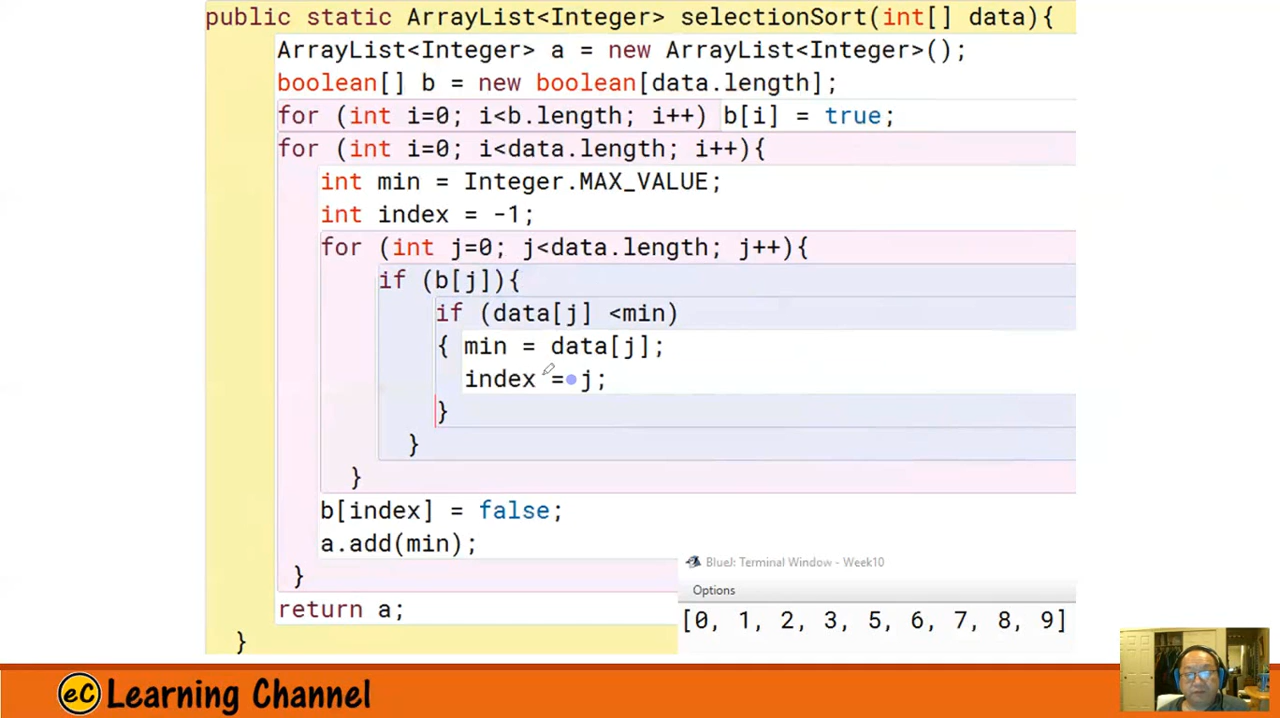 public static ArrayList<Integer> selectionSort(int[] data){
ArrayList<Integer> a = new ArrayList<Integer>();
boolean[] b = new boolean[data.length];
for (int i=0; i<b.length; i++) b[i] = true;
for (int i=0; i<data.length; i++){
int min = Integer.MAX_VALUE;
int index = -1;
for (int j=0; j<data.length; j++){
if (b[j]){
if (data[j] <min)
{ min = data[j];
index = j;
}
}
}
b[index] = false;
a.add(min);
}
return a;
}
BlueJ: Terminal Window - Week10
Options
[0, 1, 2, 3, 5, 6, 7, 8, 9]
eC Learning Channel